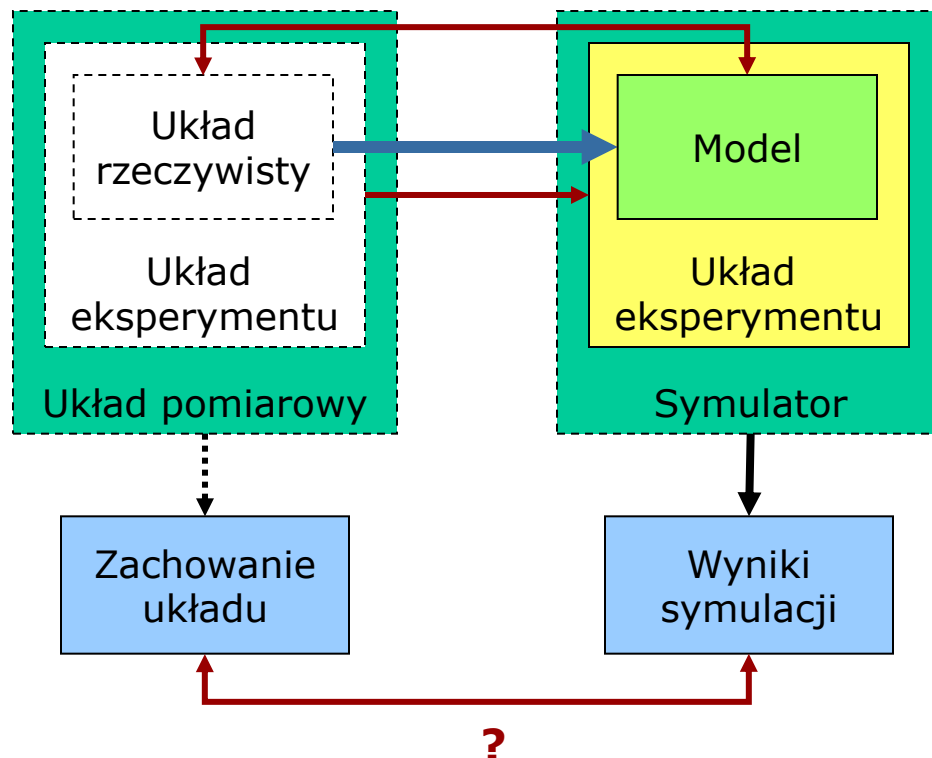 Układ
rzeczywisty
Układ
eksperymentu
Układ pomiarowy
Model
Układ
eksperymentu
Symulator
Zachowanie
układu
Wyniki
symulacji
?